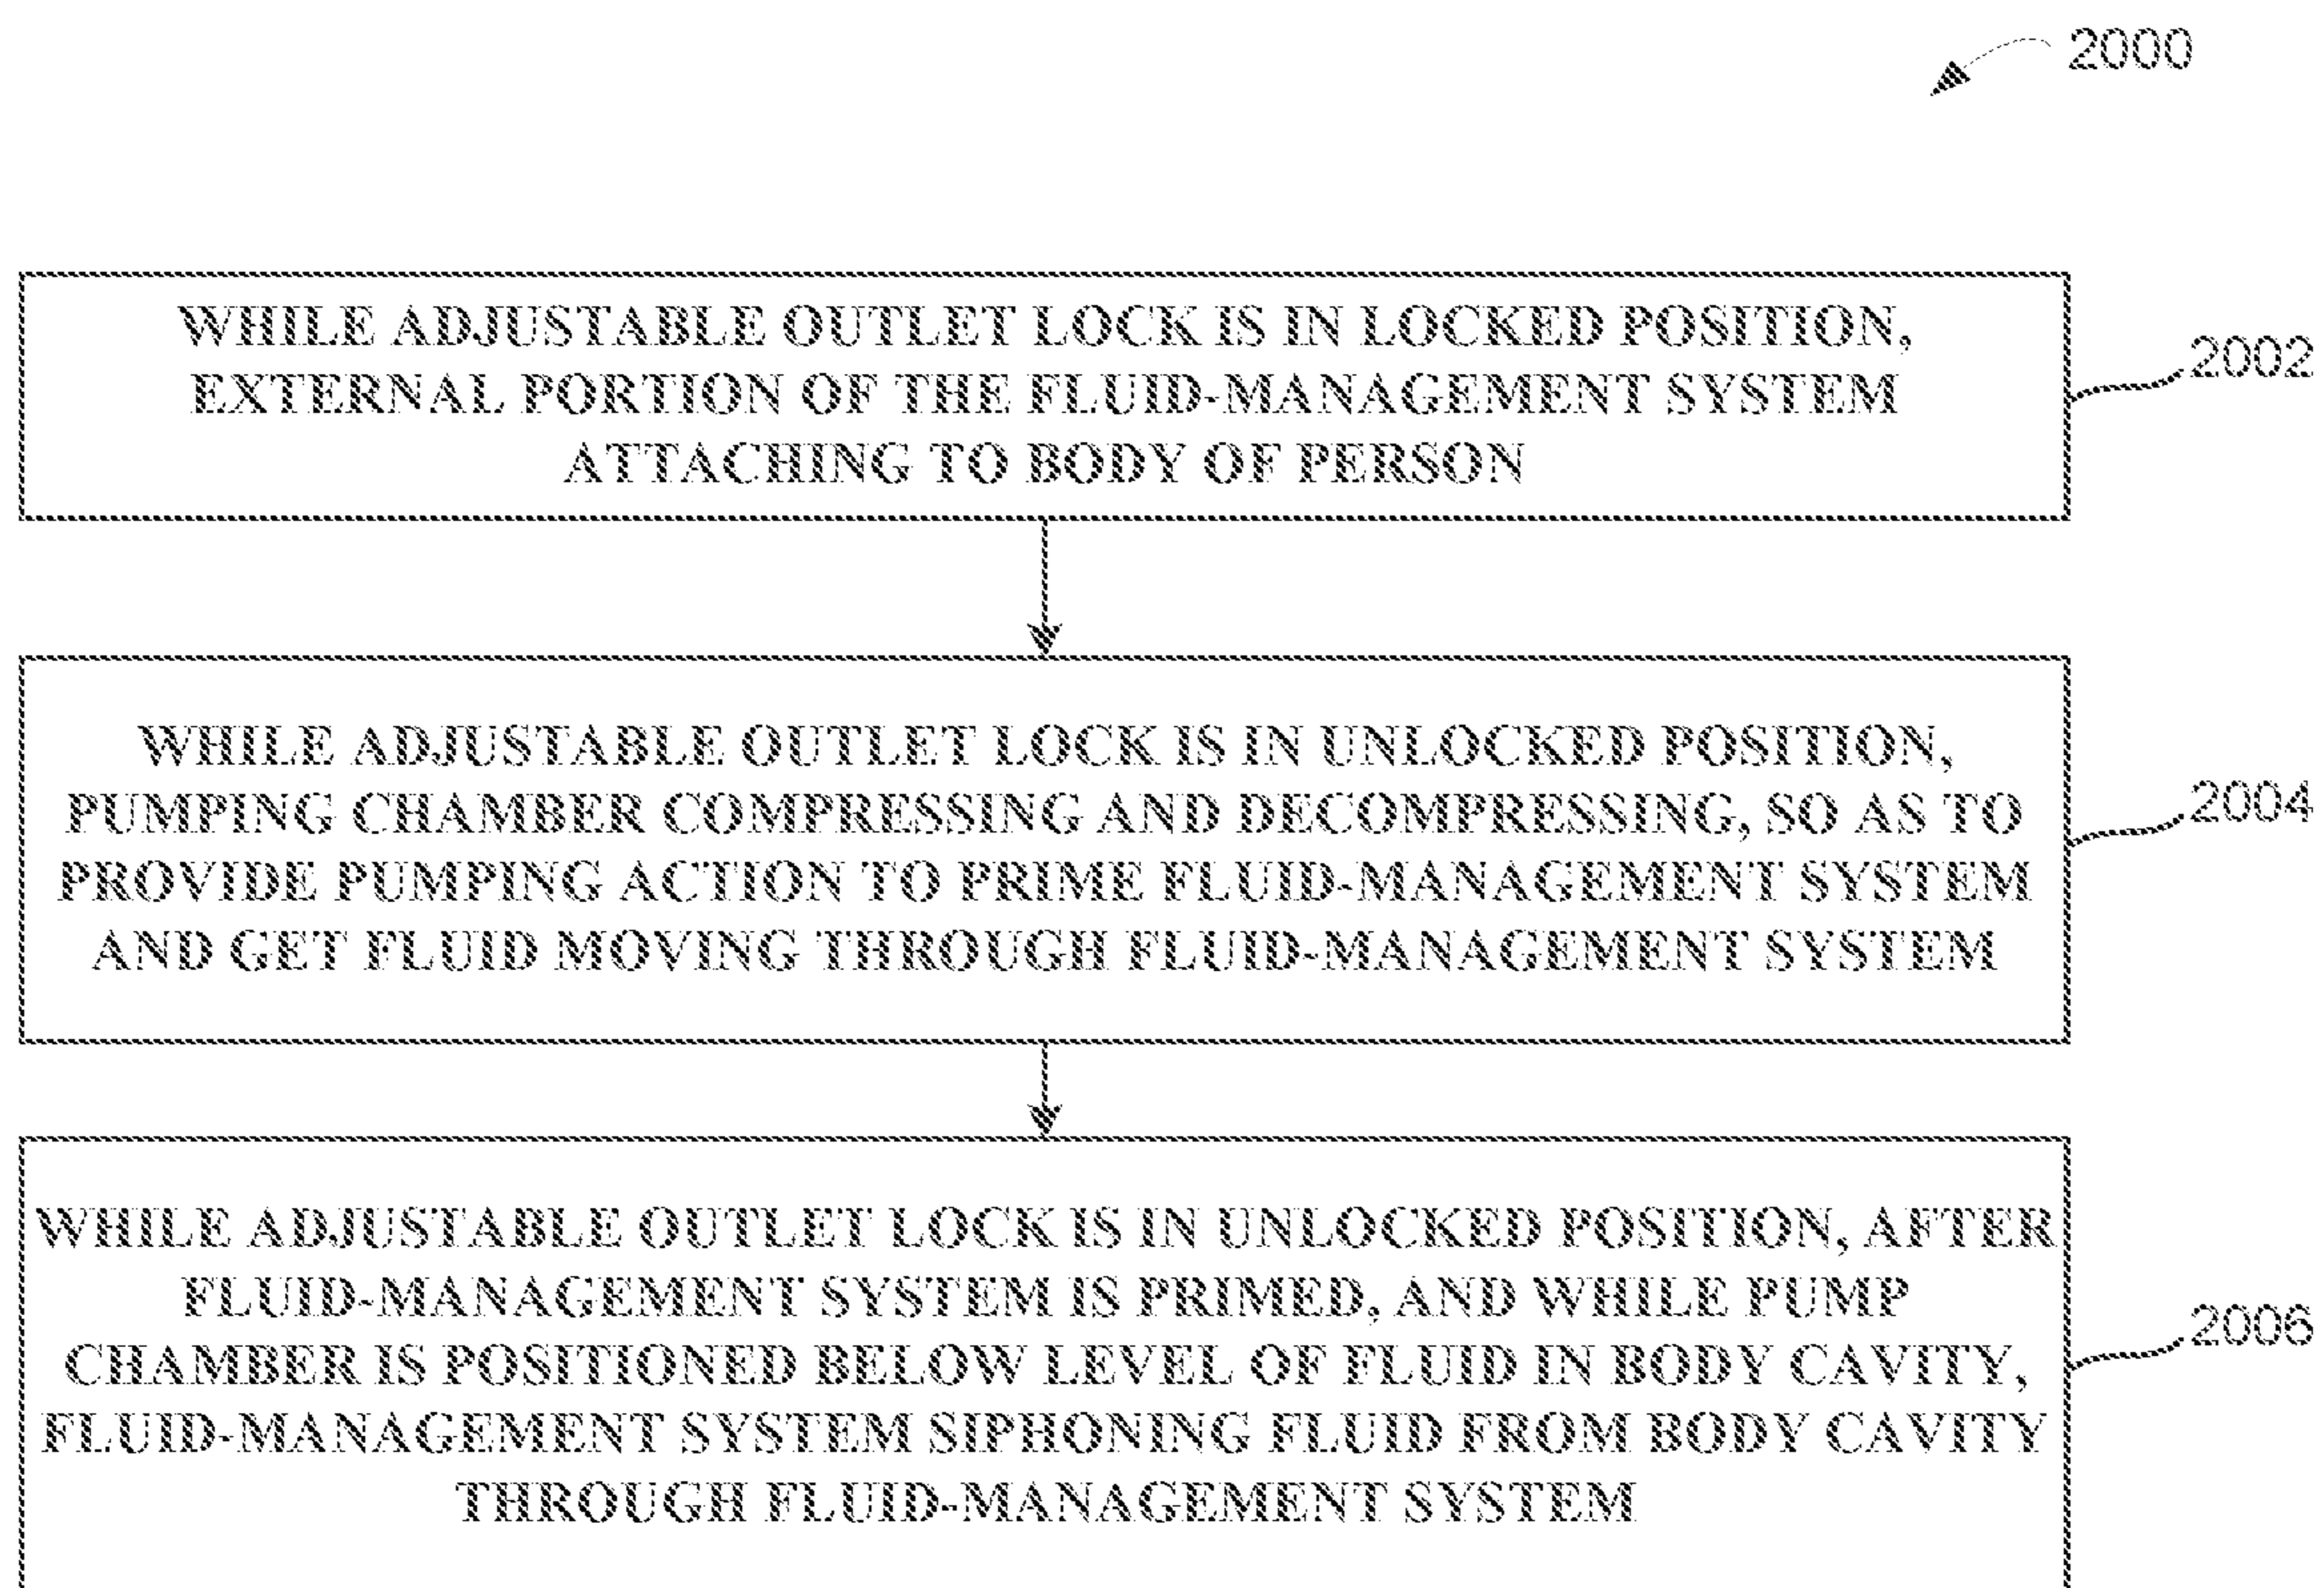 2000
WHILE ADJUSTABLE OUTLET LOCK IS IN LOCKED POSITION,
EXTERNAL PORTION OF THE FLUID-MANAGEMENT SYSTEM
ATTACHING TO BODY OF PERSON
2002
WHILE ADJUSTABLE OUTLET LOCK IS IN UNLOCKED POSITION,
PUMPING CHAMBER COMPRESSING AND DECOMPRESSING, SO AS TO
PROVIDE PUMPING ACTION TO PRIME FLUID-MANAGEMENT SYSTEM
AND GET FLUID MOVING THROUGH FLUID-MANAGEMENT SYSTEM
2004
WHILE ADJUSTABLE OUTLET LOCK IS IN UNLOCKED POSITION, AFTER
FLUID-MANAGEMENT SYSTEM IS PRIMED, AND WHILE PUMP
CHAMBER IS POSITIONED BELOW LEVEL OF FLUID IN BODY CAVITY,
FLUID-MANAGEMENT SYSTEM SIPHONING FLUID FROM BODY CAVITY
THROUGH FLUID-MANAGEMENT SYSTEM
2006